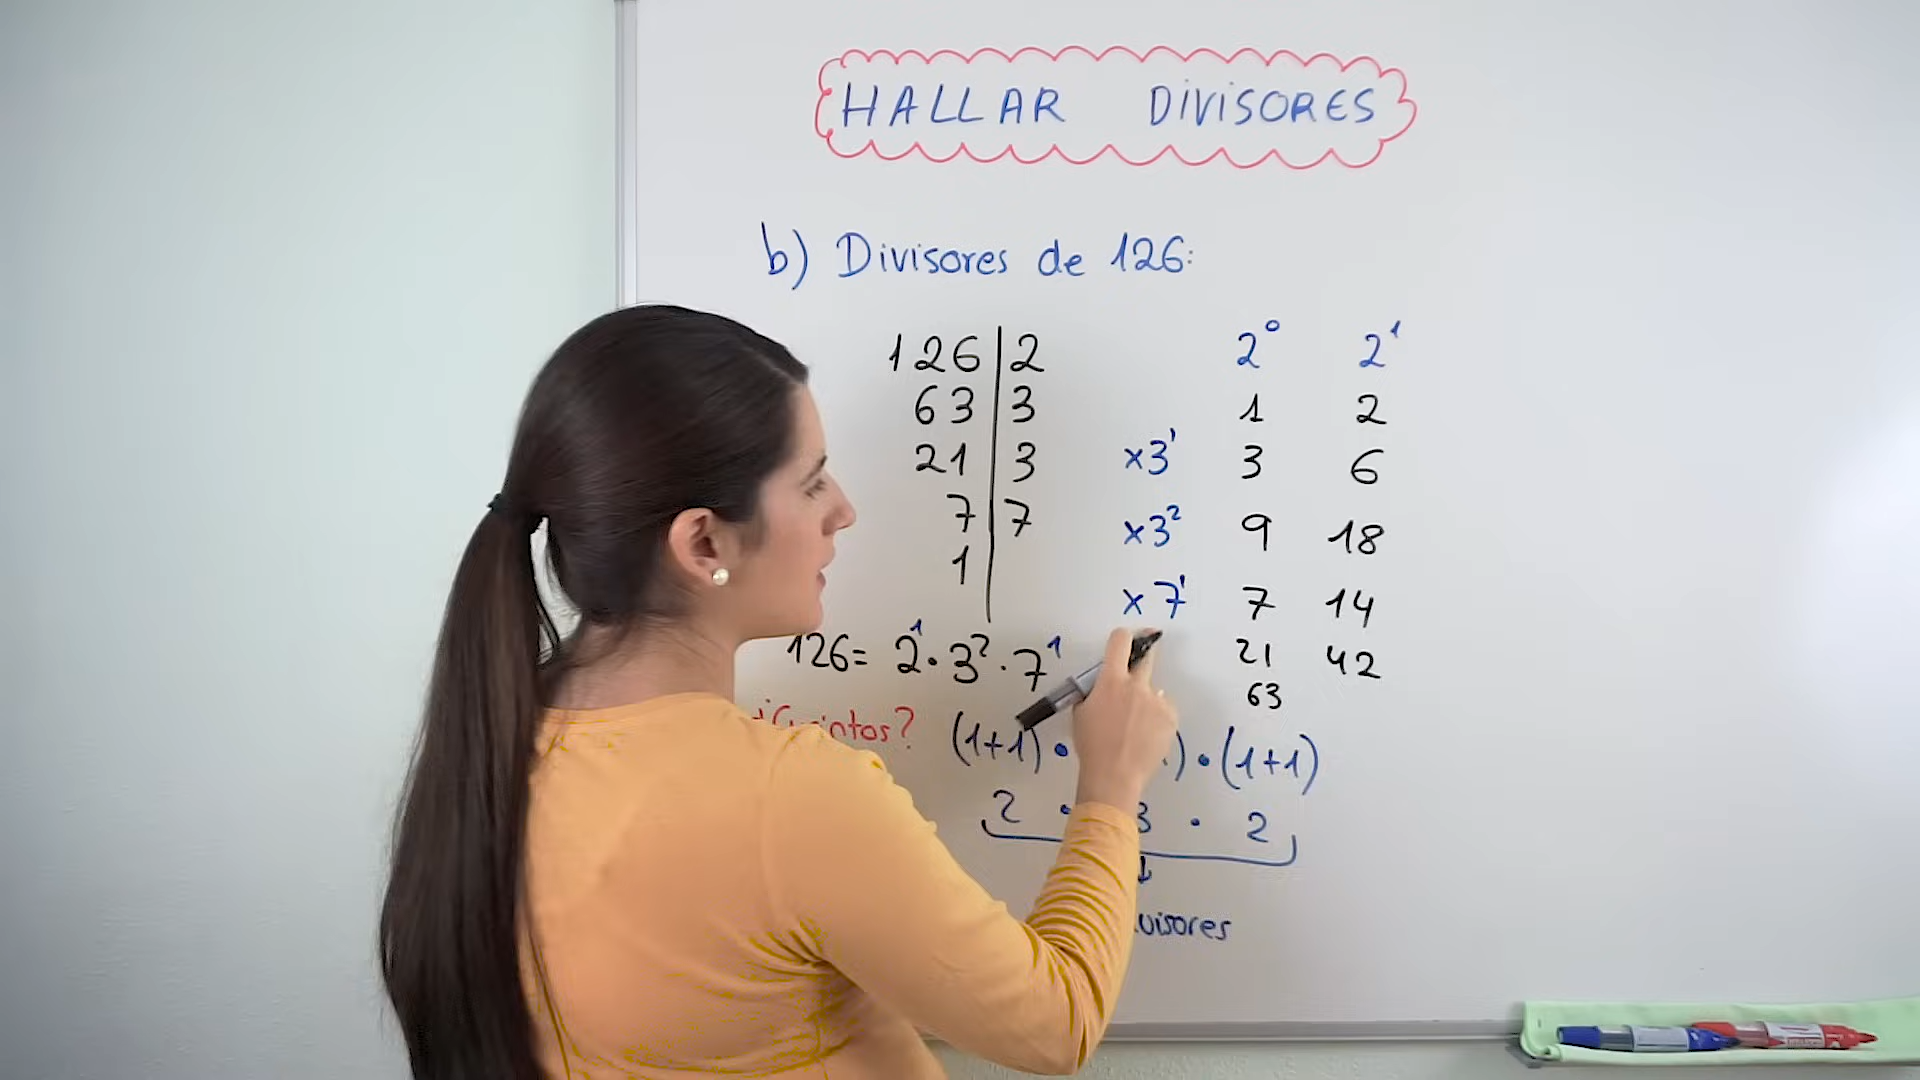 HALLAR DIVISORES
b) Divisores de 126:
126 | 2
63 | 3
21 | 3
7 | 7
1
2⁰ 2¹
1 2
×3¹ 3 6
×3² 9 18
×7¹ 7 14
21 42
63
126= 2¹·3²·7¹
(1+1)· )·(1+1)
2 · 3 · 2